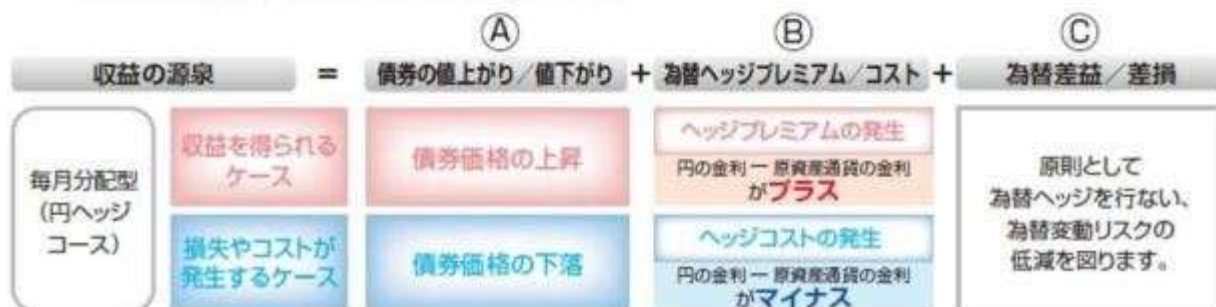 Ⓐ Ⓑ Ⓒ
収益の源泉 = 債券の値上がり/値下がり + 為替ヘッジプレミアム/コスト + 為替差益/差損
毎月分配型
(円ヘッジ
コース)
収益を得られる
ケース
債券価格の上昇
ヘッジプレミアムの発生
円の金利ー原資産通貨の金利
がプラス
損失やコストが
発生するケース
債券価格の下落
ヘッジコストの発生
円の金利ー原資産通貨の金利
がマイナス
原則として
為替ヘッジを行ない、
為替変動リスクの
低減を図ります。